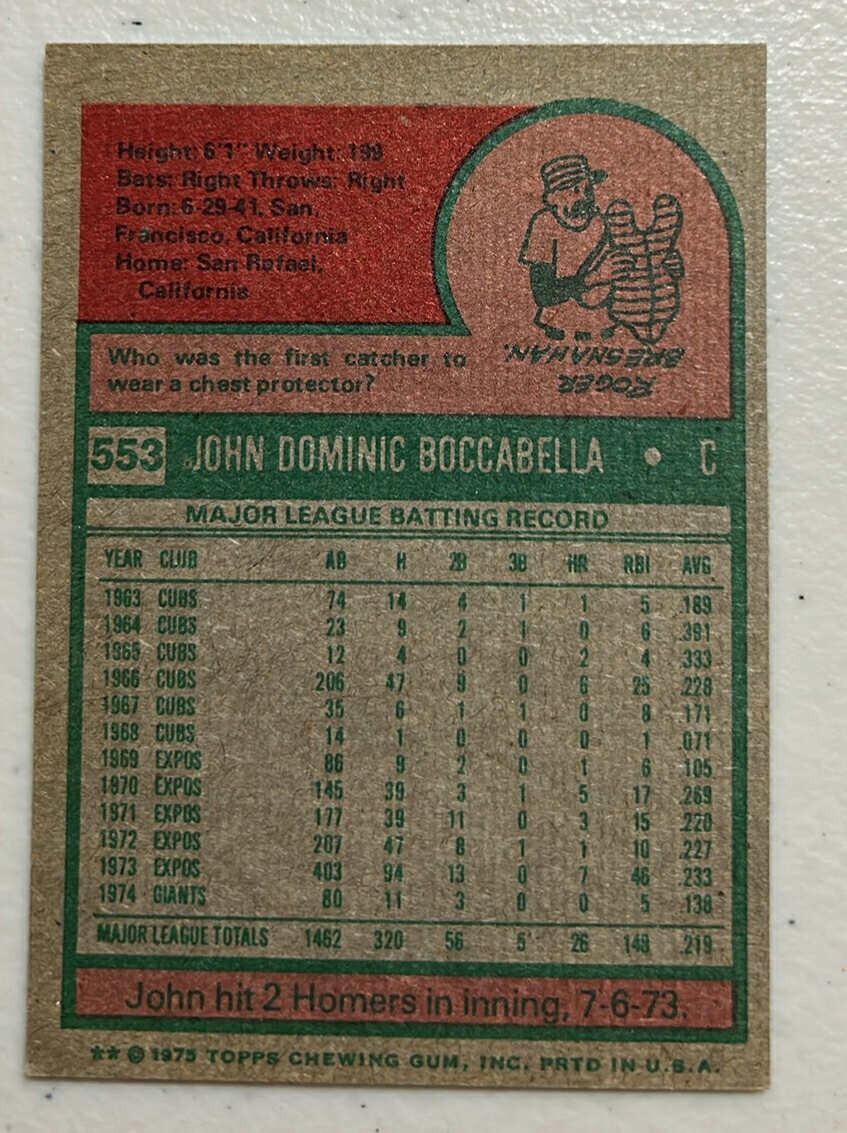 Height: 6'1" Weight: 199
Bats: Right Throws: Right
Born: 6-29-41, San
Francisco, California
Home: San Rafael,
California
Who was the first catcher to
wear a chest protector?
ROGER
BRESNAHAN.
553 JOHN DOMINIC BOCCABELLA • C
MAJOR LEAGUE BATTING RECORD
YEAR CLUB AB H 2B 3B HR RBI AVG
1963 CUBS 74 14 4 1 1 5 .189
1964 CUBS 23 9 2 1 0 6 .391
1965 CUBS 12 4 0 0 2 4 .333
1966 CUBS 206 47 9 0 6 25 .228
1967 CUBS 35 6 1 1 0 8 .171
1968 CUBS 14 1 0 0 0 1 .071
1969 EXPOS 86 9 2 0 1 6 .105
1970 EXPOS 145 39 3 1 5 17 .269
1971 EXPOS 177 39 11 0 3 15 .220
1972 EXPOS 207 47 8 1 1 10 .227
1973 EXPOS 403 94 13 0 7 46 .233
1974 GIANTS 80 11 3 0 0 5 .138
MAJOR LEAGUE TOTALS 1462 320 56 5 26 148 .219
John hit 2 Homers in inning, 7-6-73.
** © 1975 TOPPS CHEWING GUM, INC. PRTD IN U.S.A.